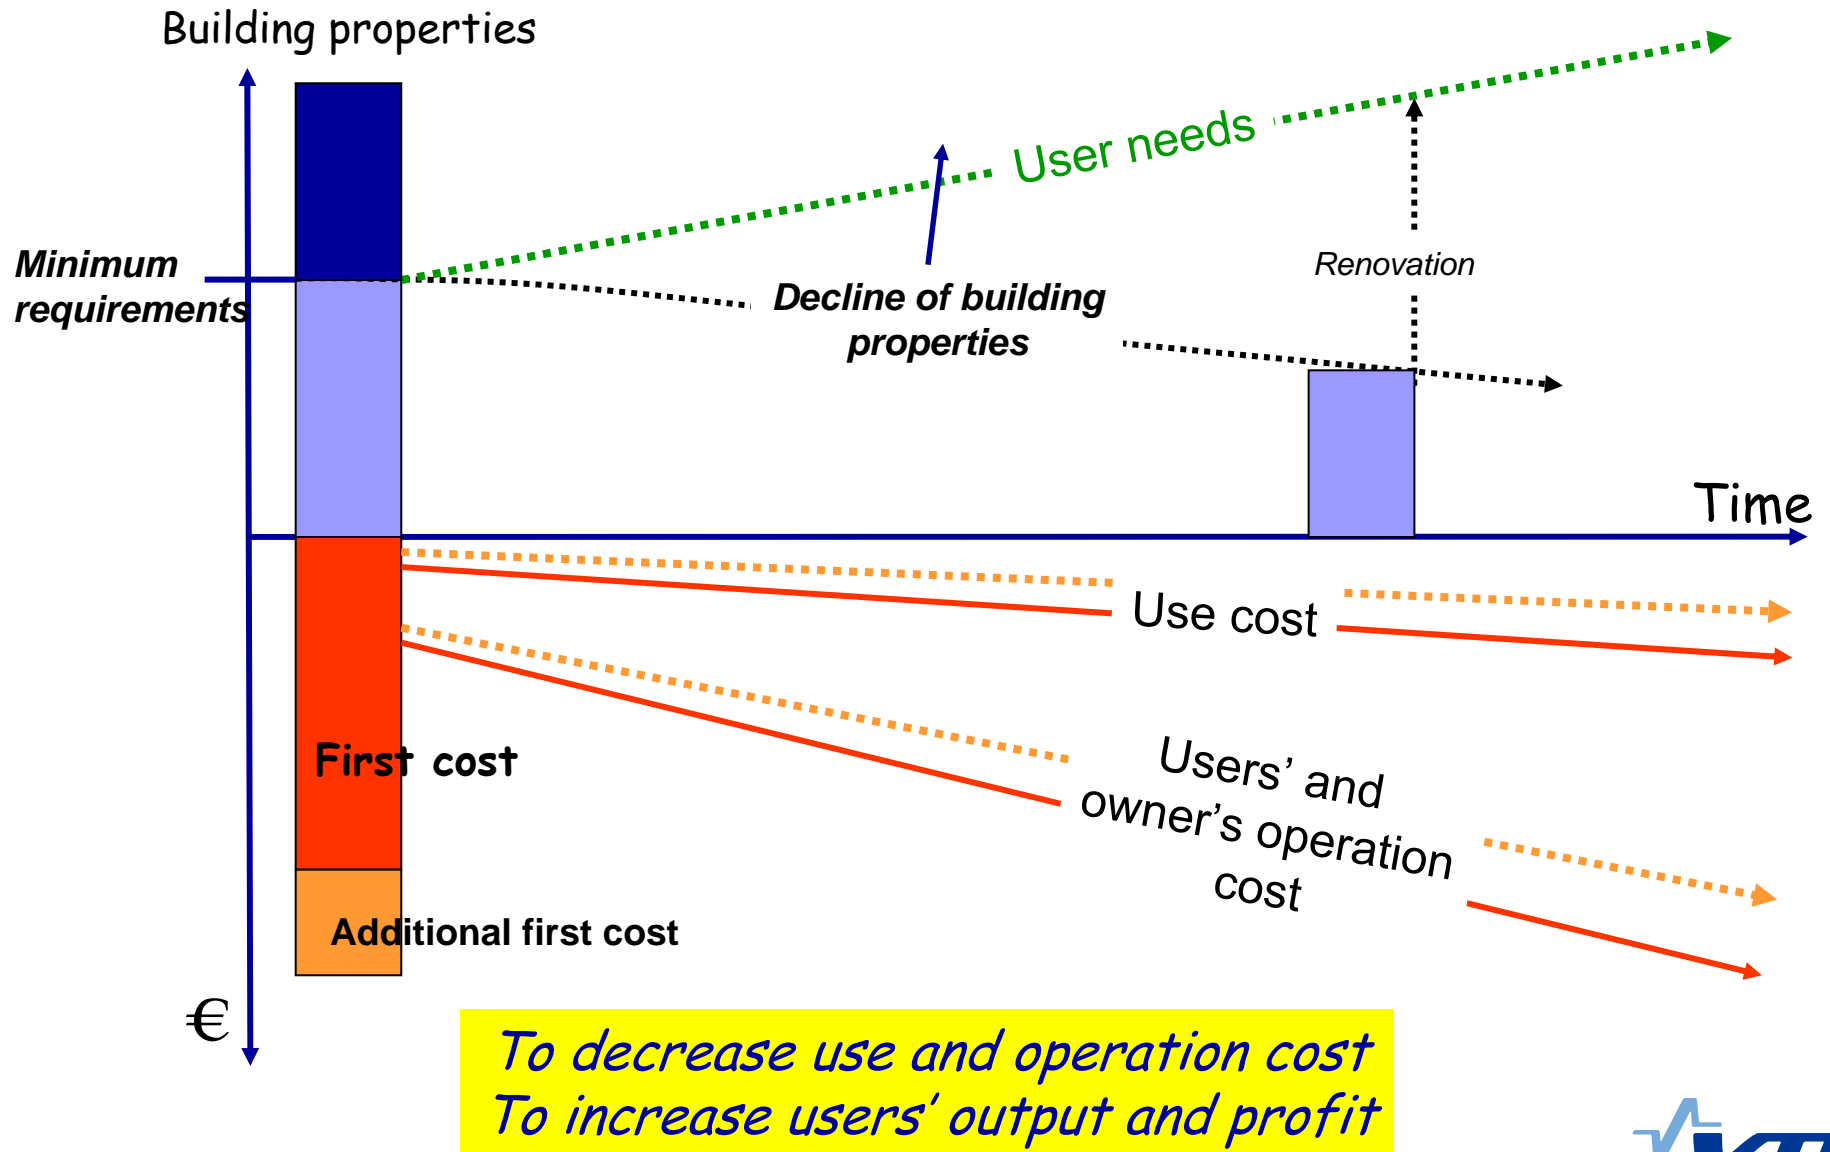 Building properties
User needs
Minimum
requirements
Renovation
Decline of building
properties
Time
Use cost
First cost
Users’ and
owner’s operation
cost
Additional first cost
€
To decrease use and operation cost
To increase users’ output and profit